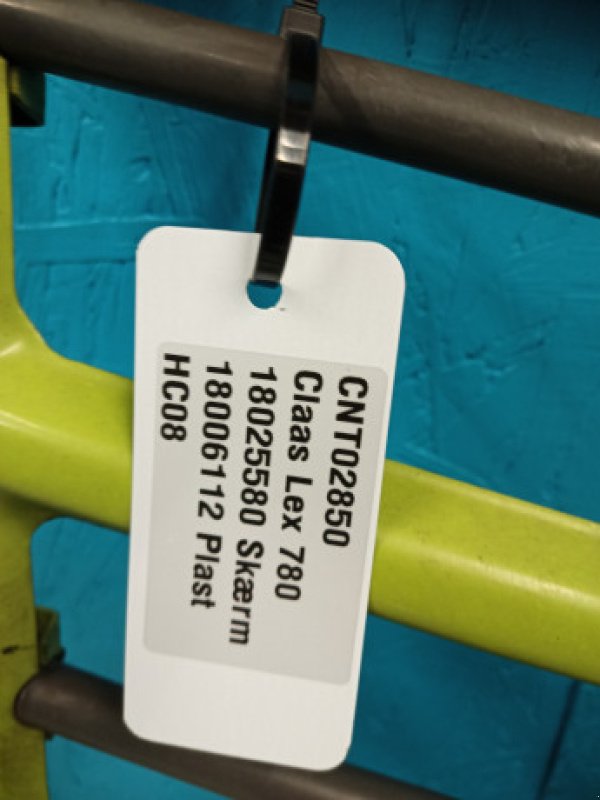 CNT02850
Claas Lex 780
18025580 Skærm
18006112 Plast
HC08